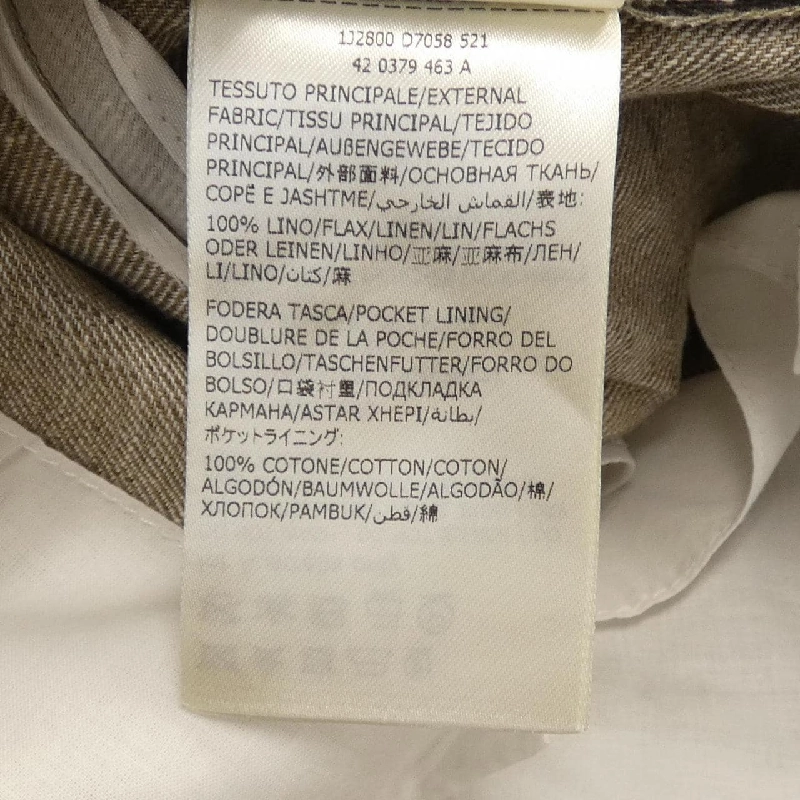 1J2800 D7058 521
42 0379 463 A
TESSUTO PRINCIPALE/EXTERNAL
FABRIC/TISSU PRINCIPAL/TEJIDO
PRINCIPAL/AUßENGEWEBE/TECIDO
PRINCIPAL/外部面料/ОСНОВНАЯ ТКАНЬ/
COPË E JASHTME/القماش الخارجي/表地:
100% LINO/FLAX/LINEN/LIN/FLACHS
ODER LEINEN/LINHO/亚麻/亚麻布/ЛЕН/
LI/LINO/كتان/麻
FODERA TASCA/POCKET LINING/
DOUBLURE DE LA POCHE/FORRO DEL
BOLSILLO/TASCHENFUTTER/FORRO DO
BOLSO/口袋衬里/ПОДКЛАДКА
КАРМАНА/ASTAR XHEPI/بطانة/
ポケットライニング:
100% COTONE/COTTON/COTON/
ALGODÓN/BAUMWOLLE/ALGODÃO/棉/
ХЛОПОК/PAMBUK/قطن/綿